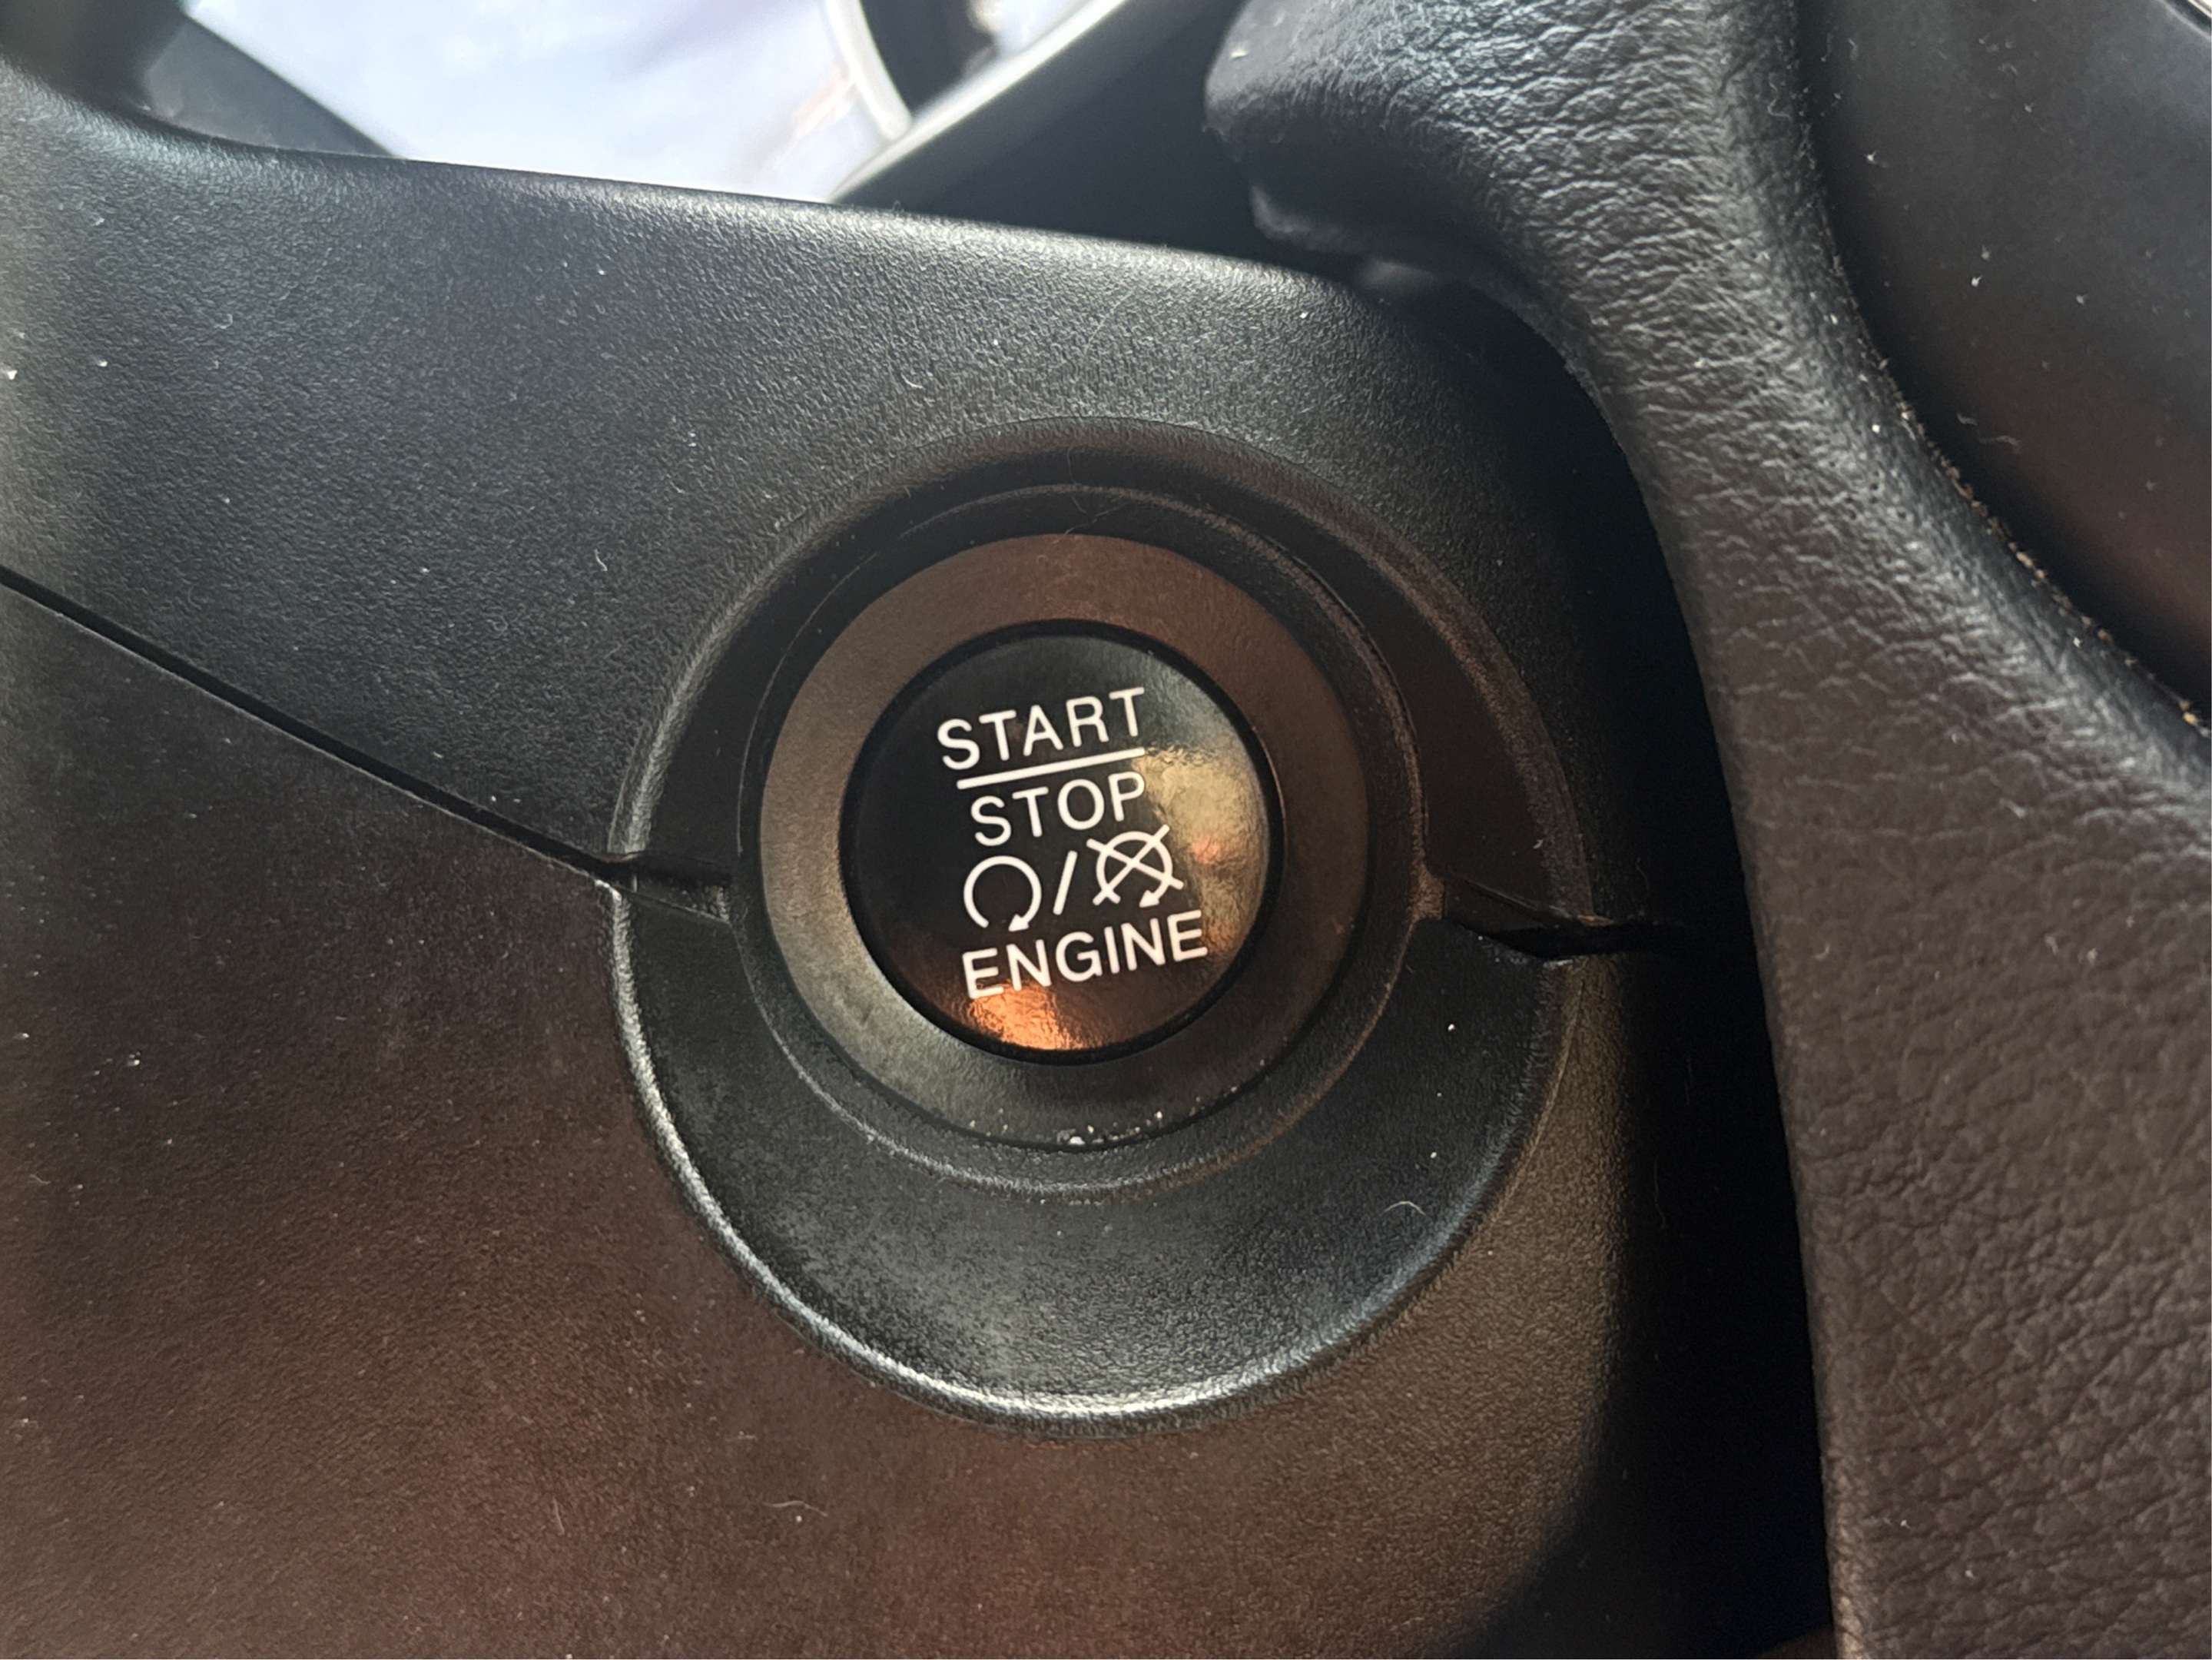 START
STOP
/
ENGINE